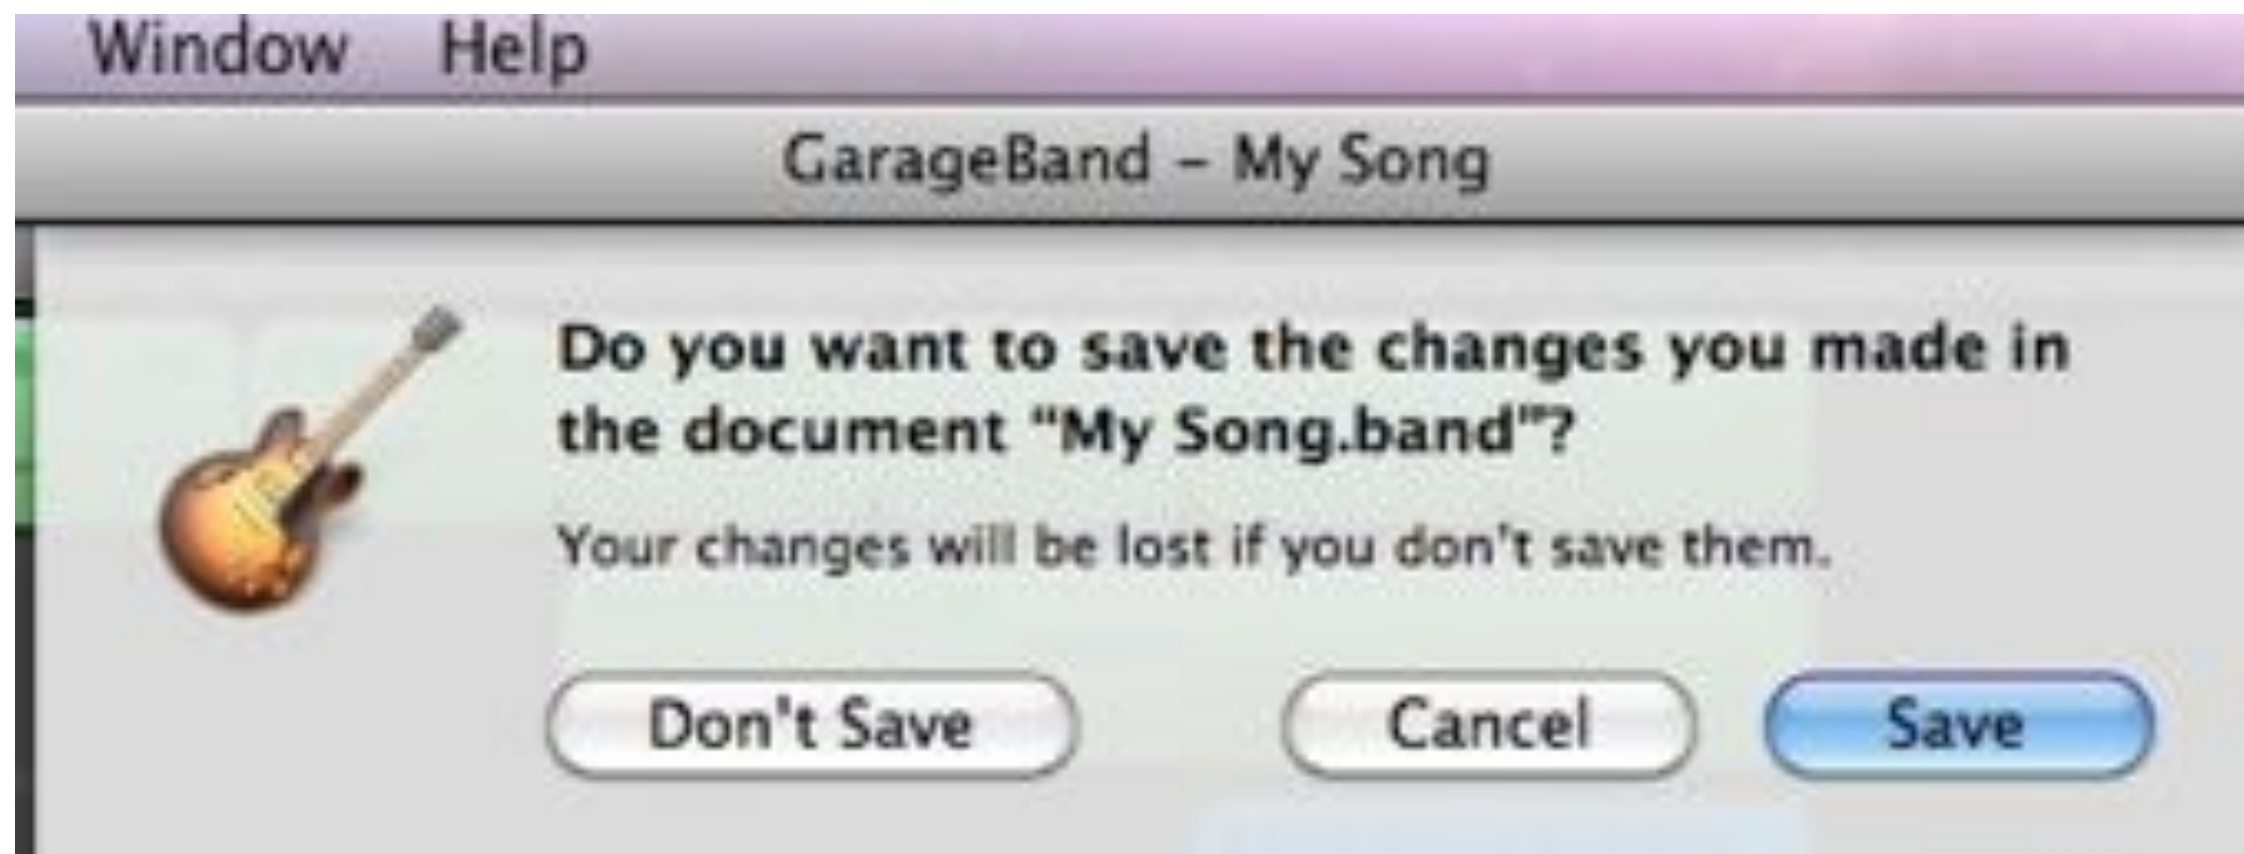 Window Help
GarageBand – My Song
Do you want to save the changes you made in
the document “My Song.band”?
Your changes will be lost if you don't save them.
Don't Save Cancel Save